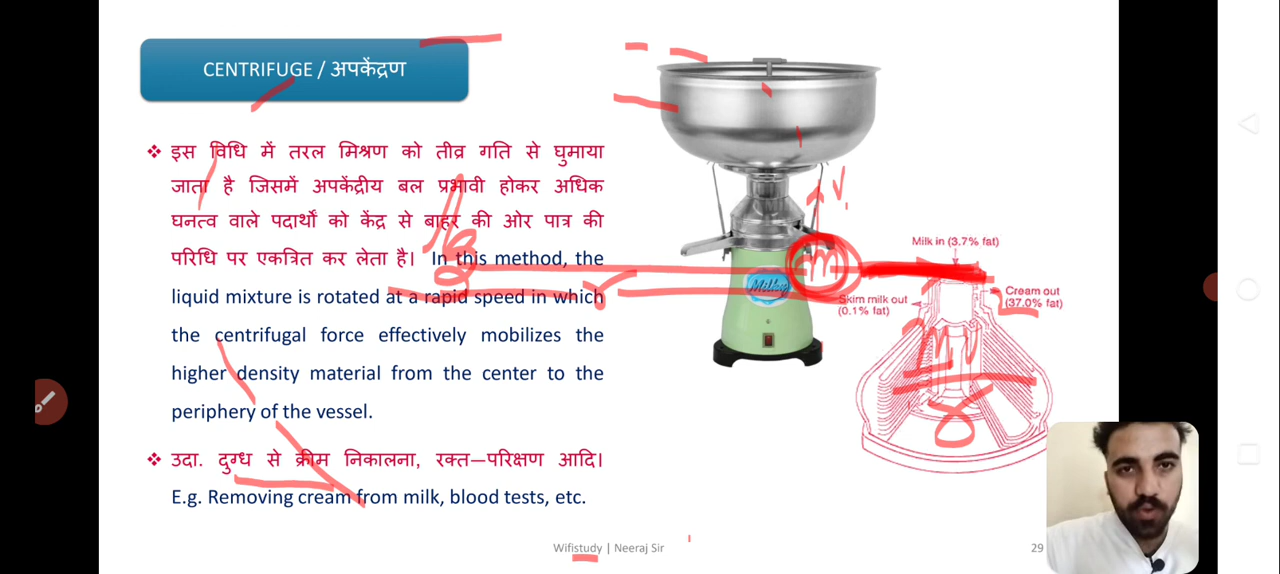 CENTRIFUGE / अपकेंद्रण
❖ इस विधि में तरल मिश्रण को तीव्र गति से घुमाया
जाता है जिसमें अपकेंद्रीय बल प्रभावी होकर अधिक
घनत्व वाले पदार्थों को केंद्र से बाहर की ओर पात्र की
परिधि पर एकत्रित कर लेता है। In this method, the
liquid mixture is rotated at a rapid speed in which
the centrifugal force effectively mobilizes the
higher density material from the center to the
periphery of the vessel.
❖ उदा. दुग्ध से क्रीम निकालना, रक्त–परिक्षण आदि।
E.g. Removing cream from milk, blood tests, etc.
Milky
m
V
Milk in (3.7% fat)
Skim milk out
(0.1% fat)
Cream out
(37.0% fat)
Wifistudy | Neeraj Sir
29